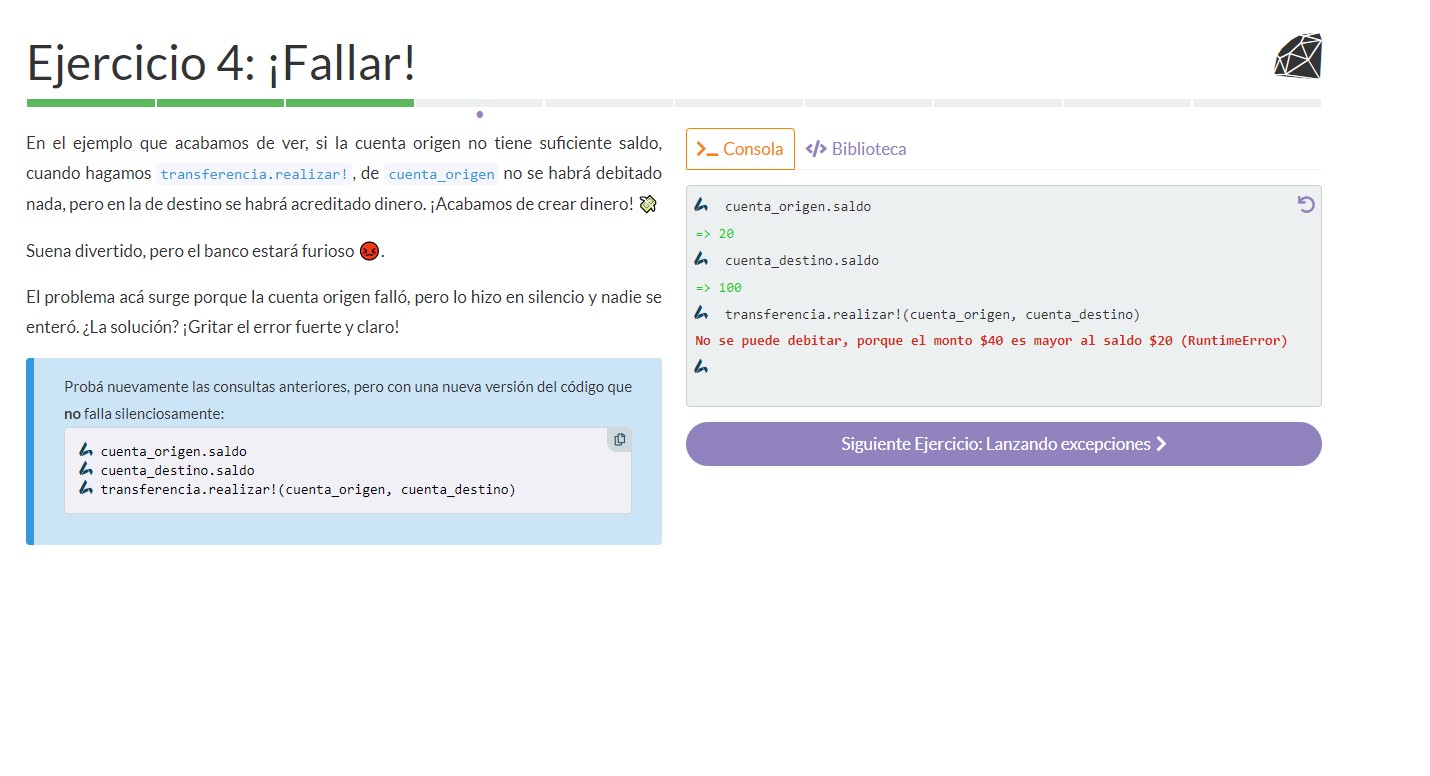 Ejercicio 4: ¡Fallar!
En el ejemplo que acabamos de ver, si la cuenta origen no tiene suficiente saldo,
cuando hagamos transferencia.realizar!, de cuenta_origen no se habrá debitado
nada, pero en la de destino se habrá acreditado dinero. ¡Acabamos de crear dinero! 💸
Suena divertido, pero el banco estará furioso 😡.
El problema acá surge porque la cuenta origen falló, pero lo hizo en silencio y nadie se
enteró. ¿La solución? ¡Gritar el error fuerte y claro!
Probá nuevamente las consultas anteriores, pero con una nueva versión del código que
no falla silenciosamente:
cuenta_origen.saldo
cuenta_destino.saldo
transferencia.realizar!(cuenta_origen, cuenta_destino)
>_ Consola
</> Biblioteca
cuenta_origen.saldo
=> 20
cuenta_destino.saldo
=> 100
transferencia.realizar!(cuenta_origen, cuenta_destino)
No se puede debitar, porque el monto $40 es mayor al saldo $20 (RuntimeError)
Siguiente Ejercicio: Lanzando excepciones >